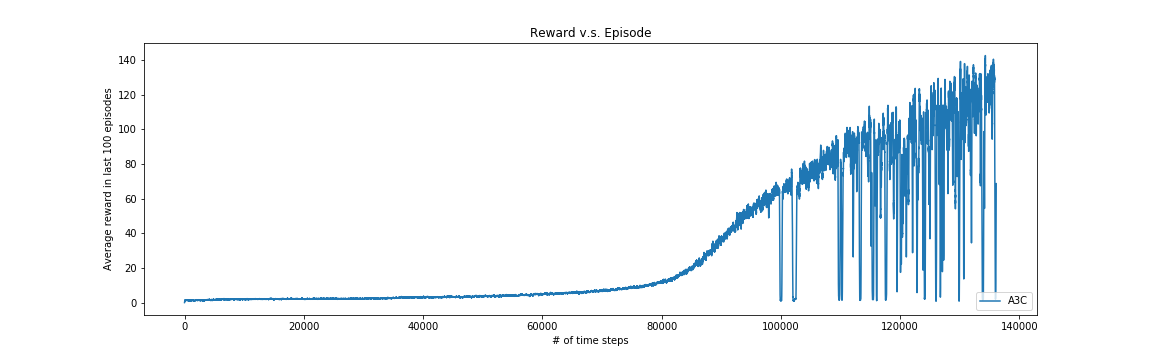 Reward v.s. Episode
Average reward in last 100 episodes
140
120
100
80
60
40
20
0
0 20000 40000 60000 80000 100000 120000 140000
# of time steps
A3C